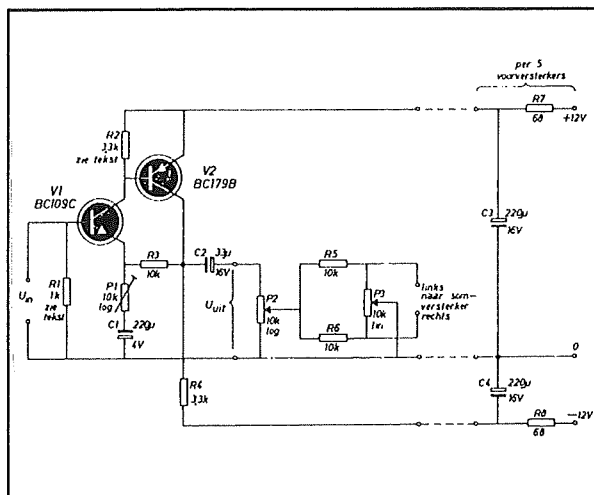 per 5
voorversterkers
R7
68
+12V
R2
3,3k
zie tekst
V2
BC179B
V1
BC109C
R3
10k
C2
33µ
16V
C3
220µ
16V
R5
10k
R1
1k
zie
tekst
Uin
P1
10k
log
C1
220µ
4V
Uuit
P2
10k
log
P3
10k
lin
links
naar som-
versterker
rechts
R6
10k
0
R4
3,3k
C4
220µ
16V
R8
68
-12V